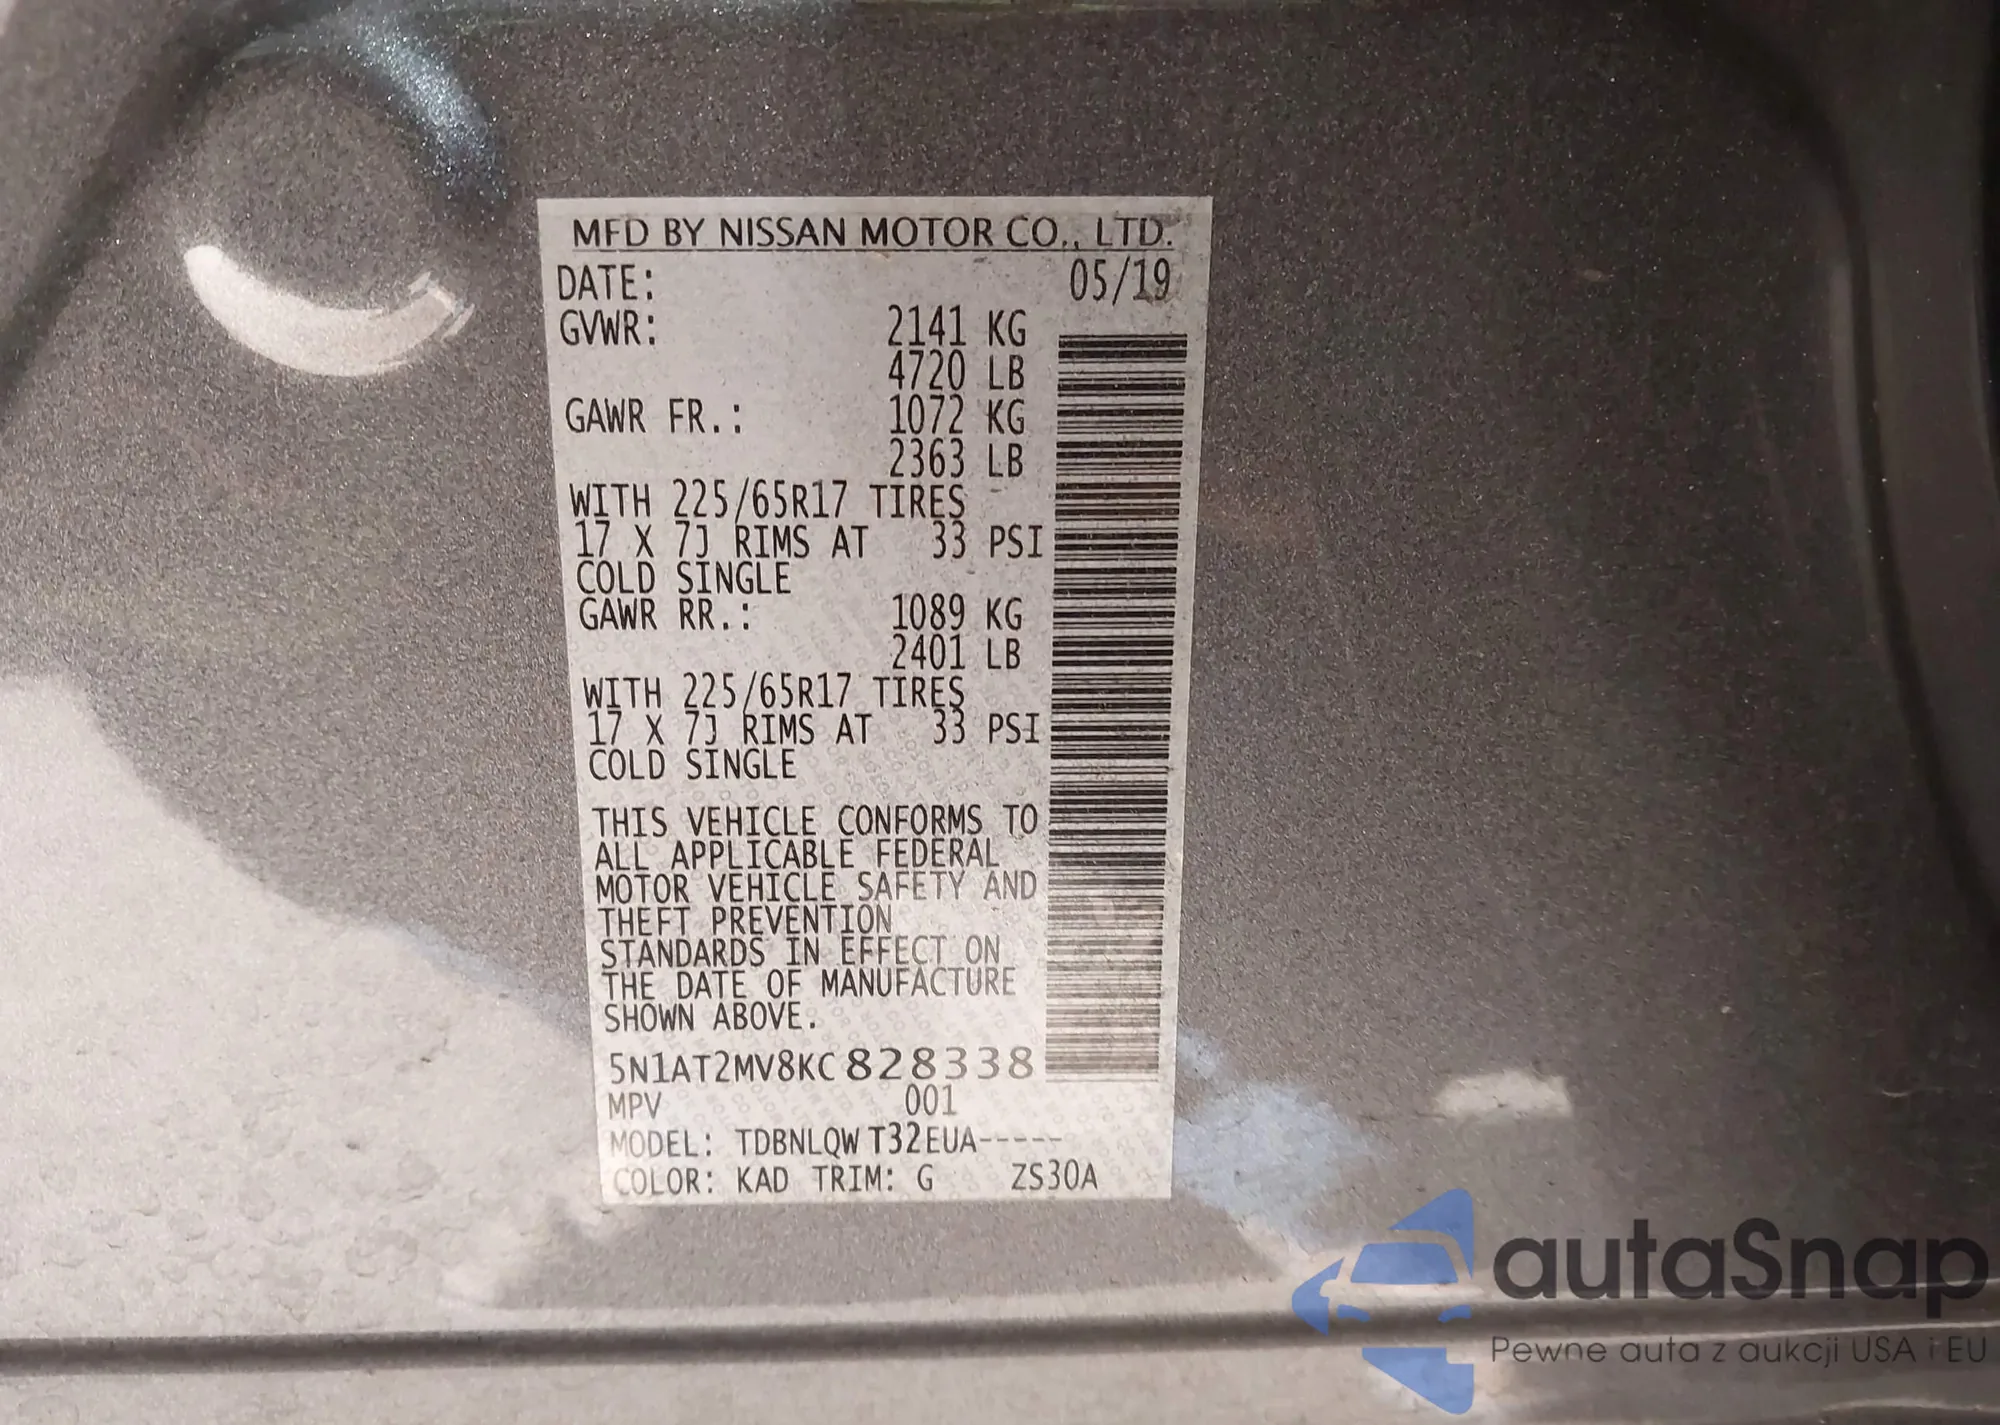 MFD BY NISSAN MOTOR CO., LTD.
DATE: 05/19
GVWR: 2141 KG
4720 LB
GAWR FR.: 1072 KG
2363 LB
WITH 225/65R17 TIRES
17 X 7J RIMS AT 33 PSI
COLD SINGLE
GAWR RR.: 1089 KG
2401 LB
WITH 225/65R17 TIRES
17 X 7J RIMS AT 33 PSI
COLD SINGLE
THIS VEHICLE CONFORMS TO
ALL APPLICABLE FEDERAL
MOTOR VEHICLE SAFETY AND
THEFT PREVENTION
STANDARDS IN EFFECT ON
THE DATE OF MANUFACTURE
SHOWN ABOVE.
5N1AT2MV8KC828338
MPV 001
MODEL: TDBNLQWT32EUA-----
COLOR: KAD TRIM: G ZS30A
autaSnap
Pewne auta z aukcji USA i EU